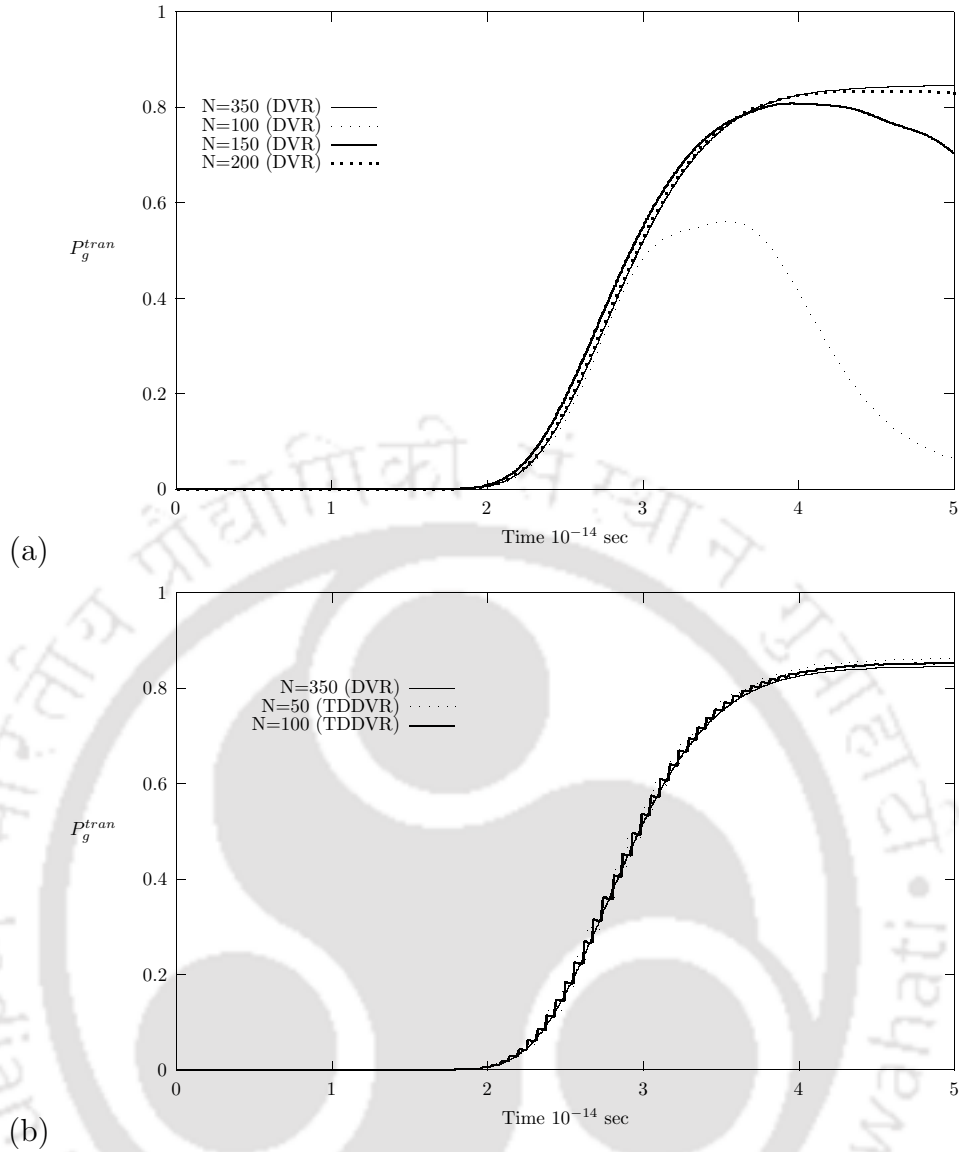 1
0.8
0.6
0.4
0.2
0
N=350 (DVR)
N=100 (DVR)
N=150 (DVR)
N=200 (DVR)
P_g^{tran}
0 1 2 3 4 5
Time 10^{-14} sec
(a)
1
0.8
0.6
0.4
0.2
0
N=350 (DVR)
N=50 (TDDVR)
N=100 (TDDVR)
P_g^{tran}
0 1 2 3 4 5
Time 10^{-14} sec
(b)